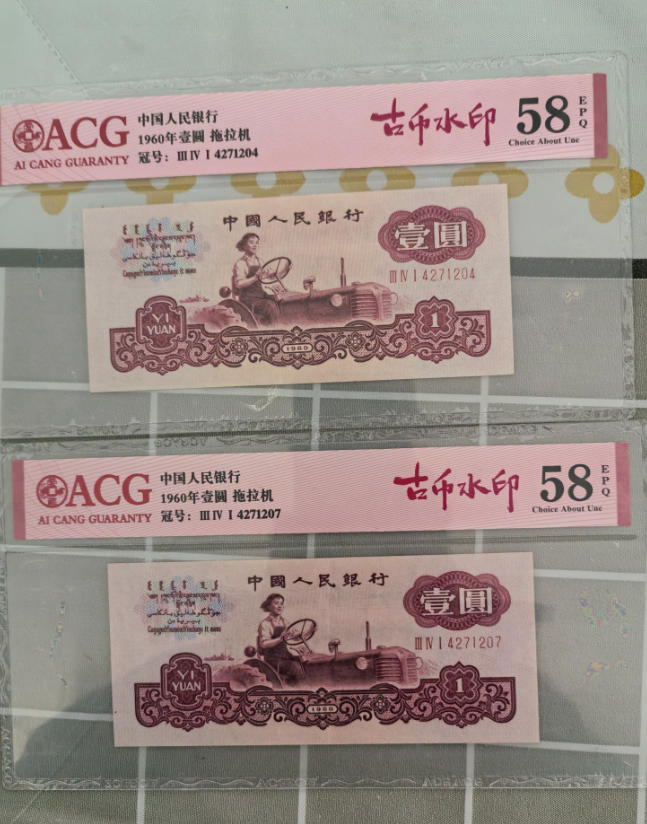 ACG
AI CANG GUARANTY
中国人民银行
1960年壹圆 拖拉机
冠号: Ⅲ Ⅳ Ⅰ 4271204
古币水印
58
EPQ
Choice About Unc
中國人民銀行
壹圓
Ⅲ Ⅳ Ⅰ 4271204
YI
YUAN
1960
1
ACG
AI CANG GUARANTY
中国人民银行
1960年壹圆 拖拉机
冠号: Ⅲ Ⅳ Ⅰ 4271207
古币水印
58
EPQ
Choice About Unc
中國人民銀行
壹圓
Ⅲ Ⅳ Ⅰ 4271207
YI
YUAN
1960
1